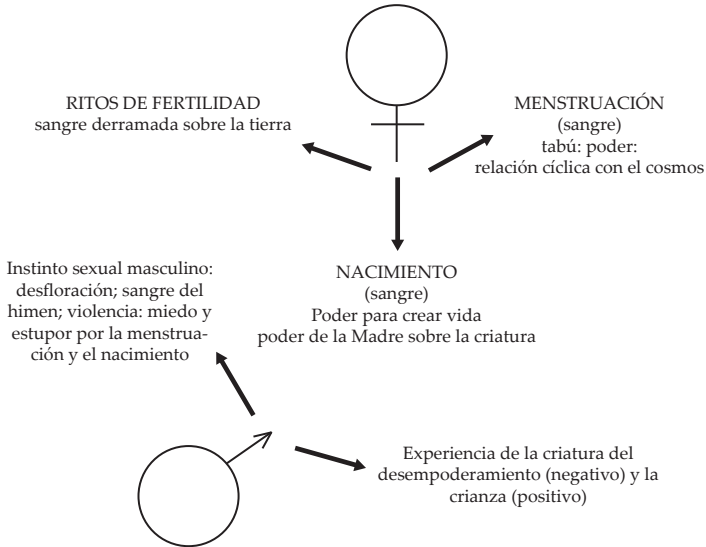 RITOS DE FERTILIDAD
sangre derramada sobre la tierra
MENSTRUACIÓN
(sangre)
tabú: poder:
relación cíclica con el cosmos
Instinto sexual masculino:
desfloración; sangre del
himen; violencia: miedo y
estupor por la menstrua-
ción y el nacimiento
NACIMIENTO
(sangre)
Poder para crear vida
poder de la Madre sobre la criatura
Experiencia de la criatura del
desempoderamiento (negativo) y la
crianza (positivo)